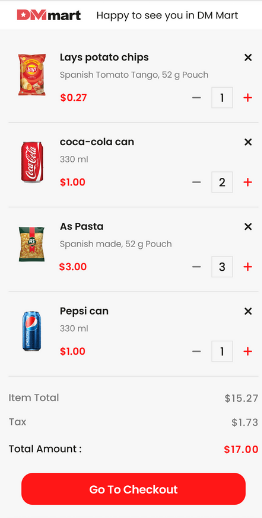 DMmart Happy to see you in DM Mart
Lays potato chips ×
Spanish Tomato Tango, 52 g Pouch
$0.27 − 1 +
Coca-Cola
coca-cola can ×
330 ml
$1.00 − 2 +
As Pasta ×
Spanish made, 52 g Pouch
$3.00 − 3 +
Pepsi can ×
330 ml
$1.00 − 1 +
Item Total $15.27
Tax $1.73
Total Amount : $17.00
Go To Checkout